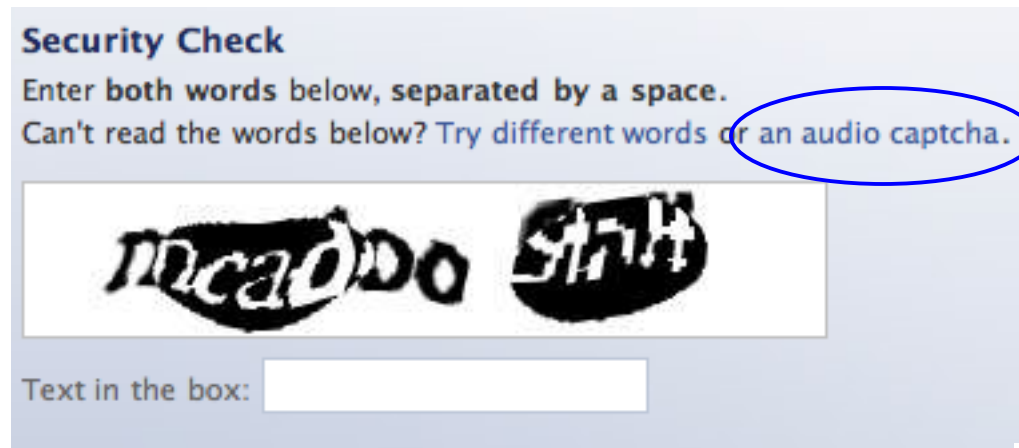 Security Check
Enter both words below, separated by a space.
Can't read the words below? Try different words or an audio captcha.
mcadoo
Text in the box: